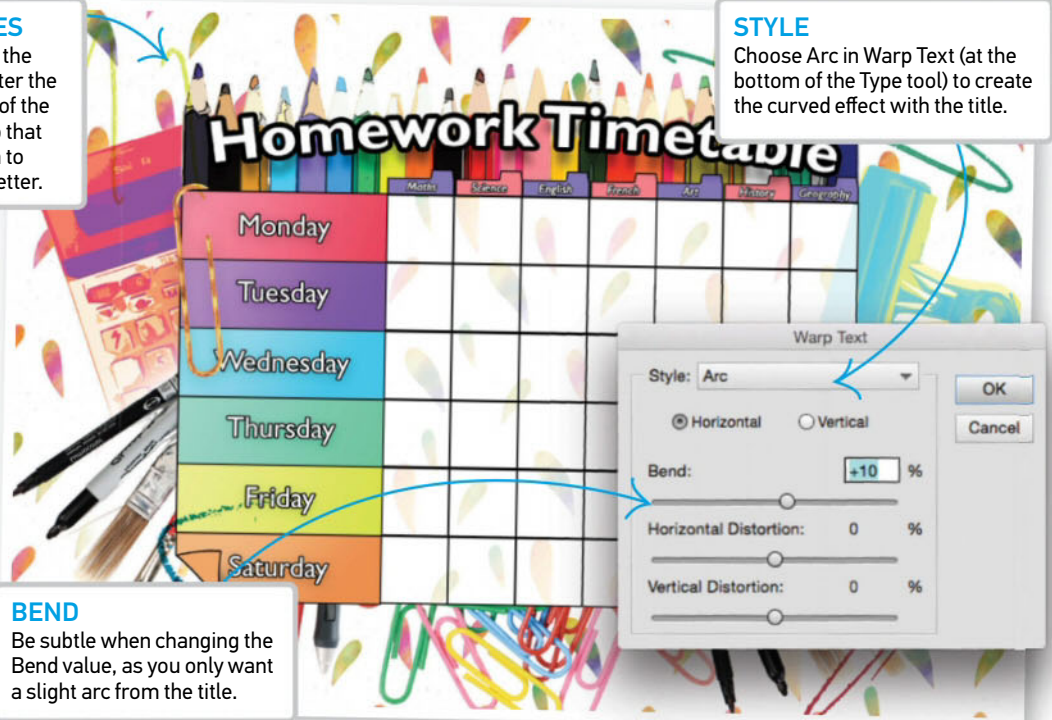 ES
the
ter the
of the
that
to
etter.
STYLE
Choose Arc in Warp Text (at the
bottom of the Type tool) to create
the curved effect with the title.
Homework Timetable
Maths Science English French Art History Geography
Monday
Tuesday
Wednesday
Thursday
Friday
Saturday
Warp Text
Style: Arc
Horizontal Vertical
OK
Cancel
Bend: +10 %
Horizontal Distortion: 0 %
Vertical Distortion: 0 %
BEND
Be subtle when changing the
Bend value, as you only want
a slight arc from the title.